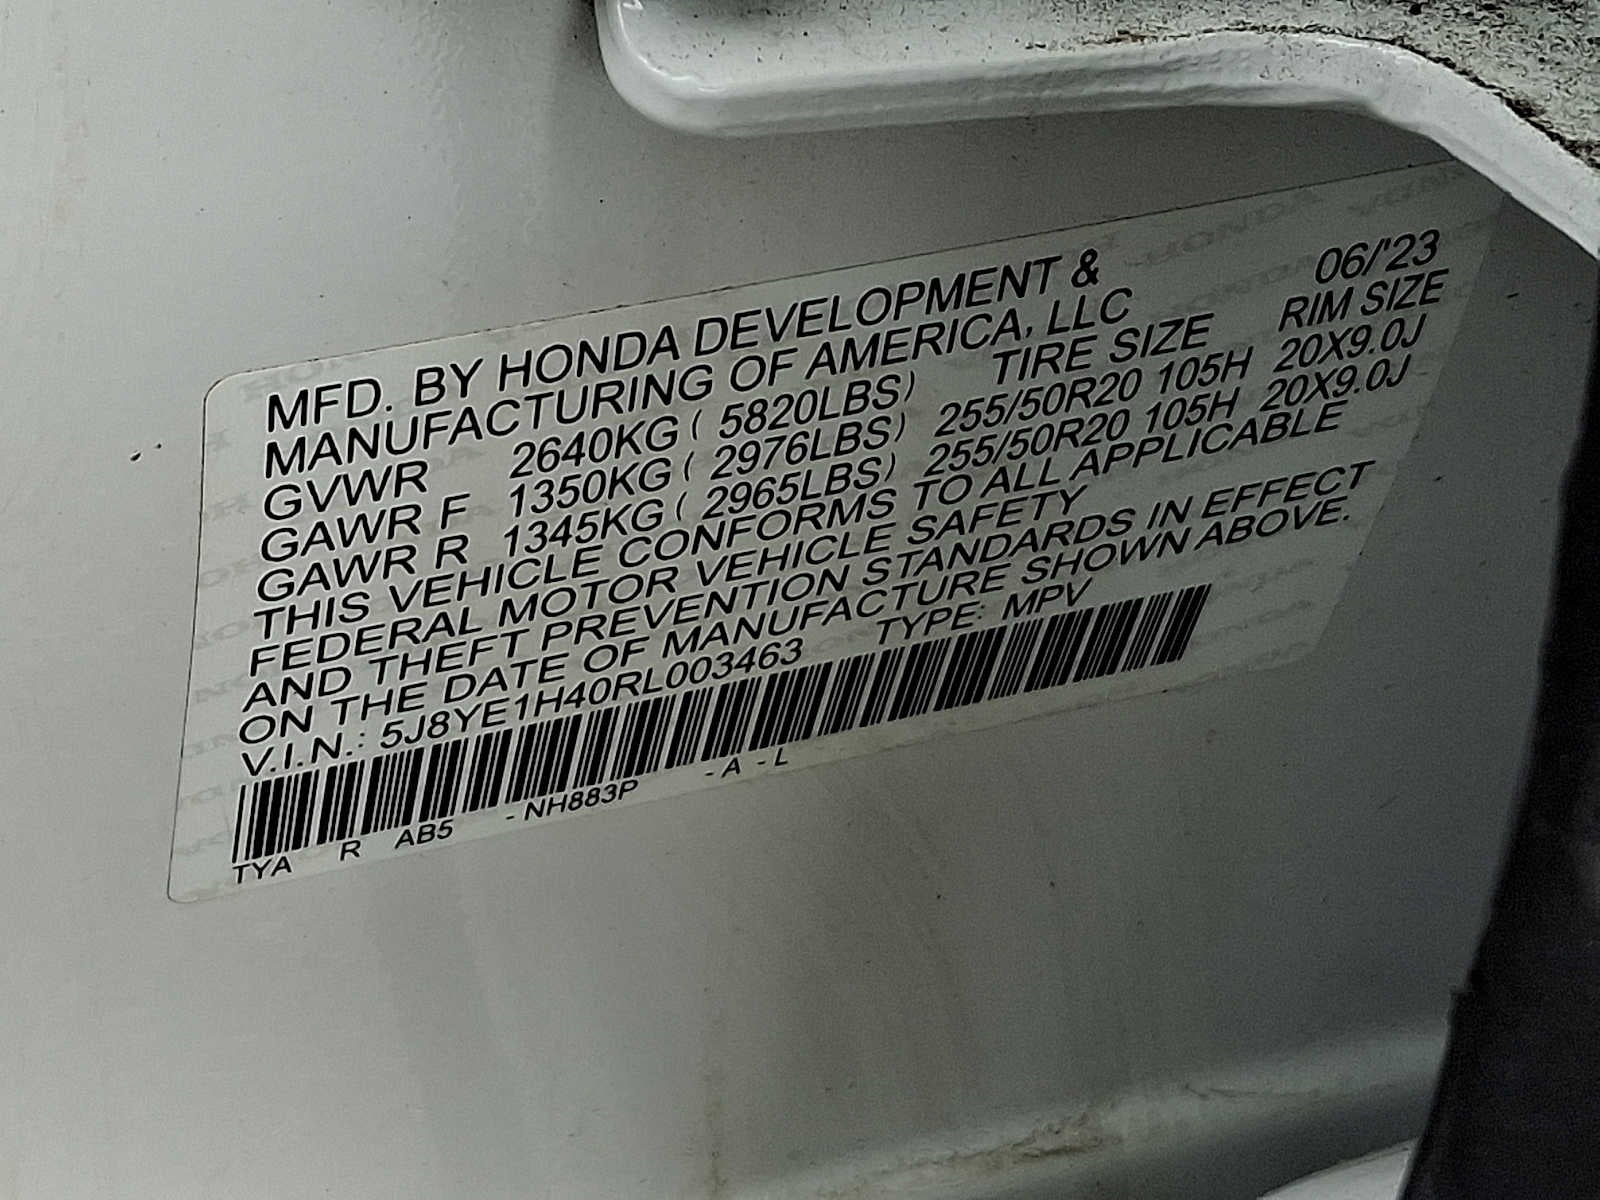 06/'23
MFD. BY HONDA DEVELOPMENT &
MANUFACTURING OF AMERICA, LLC
TIRE SIZE RIM SIZE
GVWR 2640KG ( 5820LBS)
GAWR F 1350KG ( 2976LBS) 255/50R20 105H 20X9.0J
GAWR R 1345KG ( 2965LBS) 255/50R20 105H 20X9.0J
THIS VEHICLE CONFORMS TO ALL APPLICABLE
FEDERAL MOTOR VEHICLE SAFETY
AND THEFT PREVENTION STANDARDS IN EFFECT
ON THE DATE OF MANUFACTURE SHOWN ABOVE.
V.I.N.: 5J8YE1H40RL003463 TYPE: MPV
TYA R AB5 - NH883P - A - L